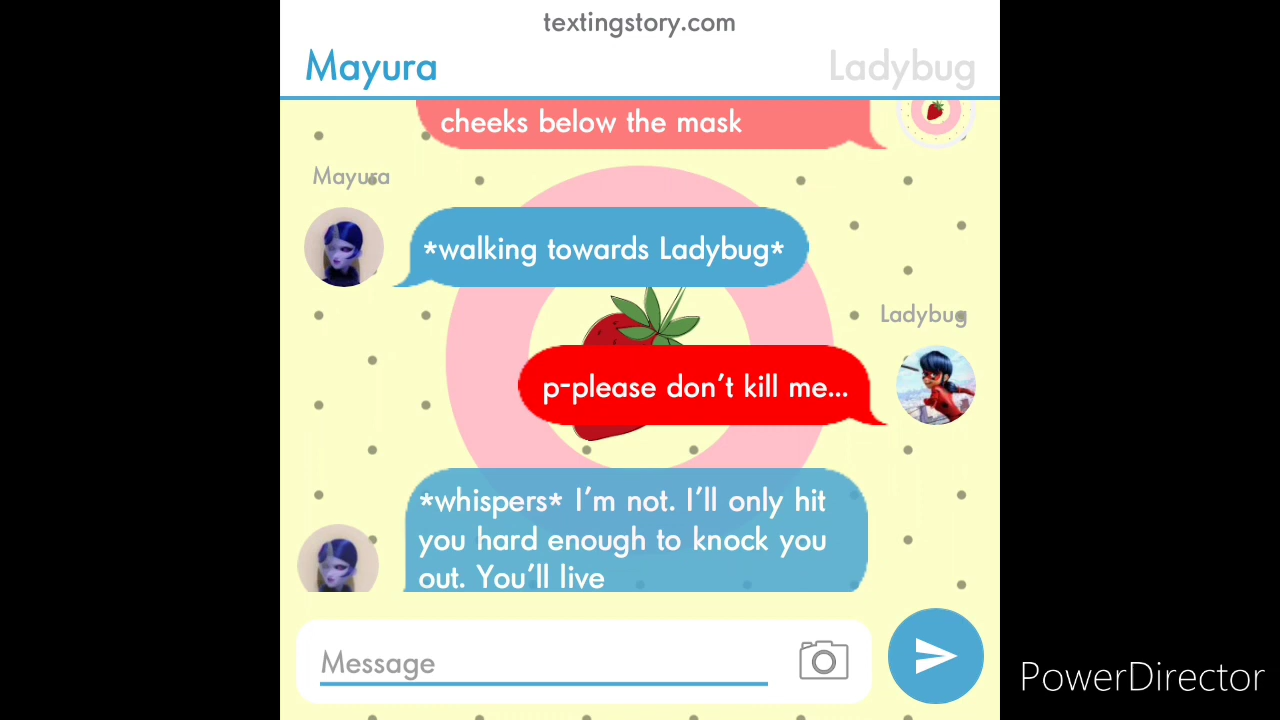 textingstory.com
Mayura
Ladybug
cheeks below the mask
Mayura
*walking towards Ladybug*
Ladybug
p-please don't kill me...
*whispers* I'm not. I'll only hit
you hard enough to knock you
out. You'll live
Message
PowerDirector